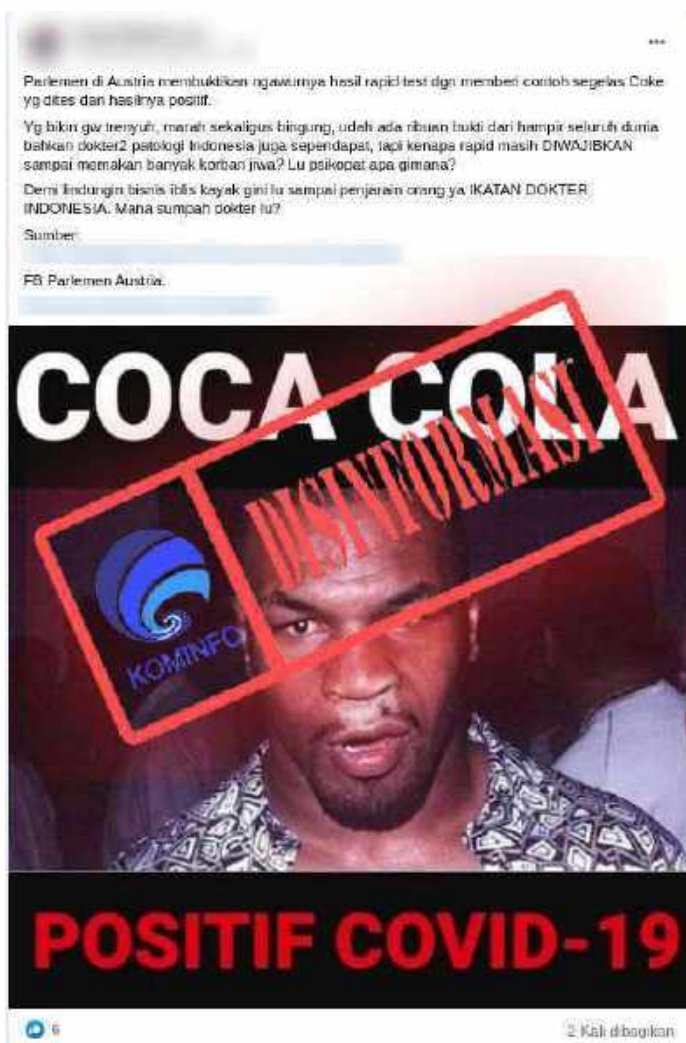 Parlemen di Austria membuktikan ngawurnya hasil rapid test dgn memberi contoh segelas Coke
yg dites dan hasilnya positif.
Yg bikin gw trenyuh, marah sekaligus bingung, udah ada ribuan bukti dari hampir seluruh dunia
bahkan dokter2 patologi Indonesia juga sependapat, tapi kenapa rapid masih DIWAJIBKAN
sampai memakan banyak korban jiwa? Lu psikopat apa gimana?
Demi lindungin bisnis iblis kayak gini lu sampai penjarain orang ya IKATAN DOKTER
INDONESIA. Mana sumpah dokter lu?
Sumber:
FB Parlemen Austria.
COCA COLA
DISINFORMASI
KOMINFO
POSITIF COVID-19
6
2 Kali dibagikan